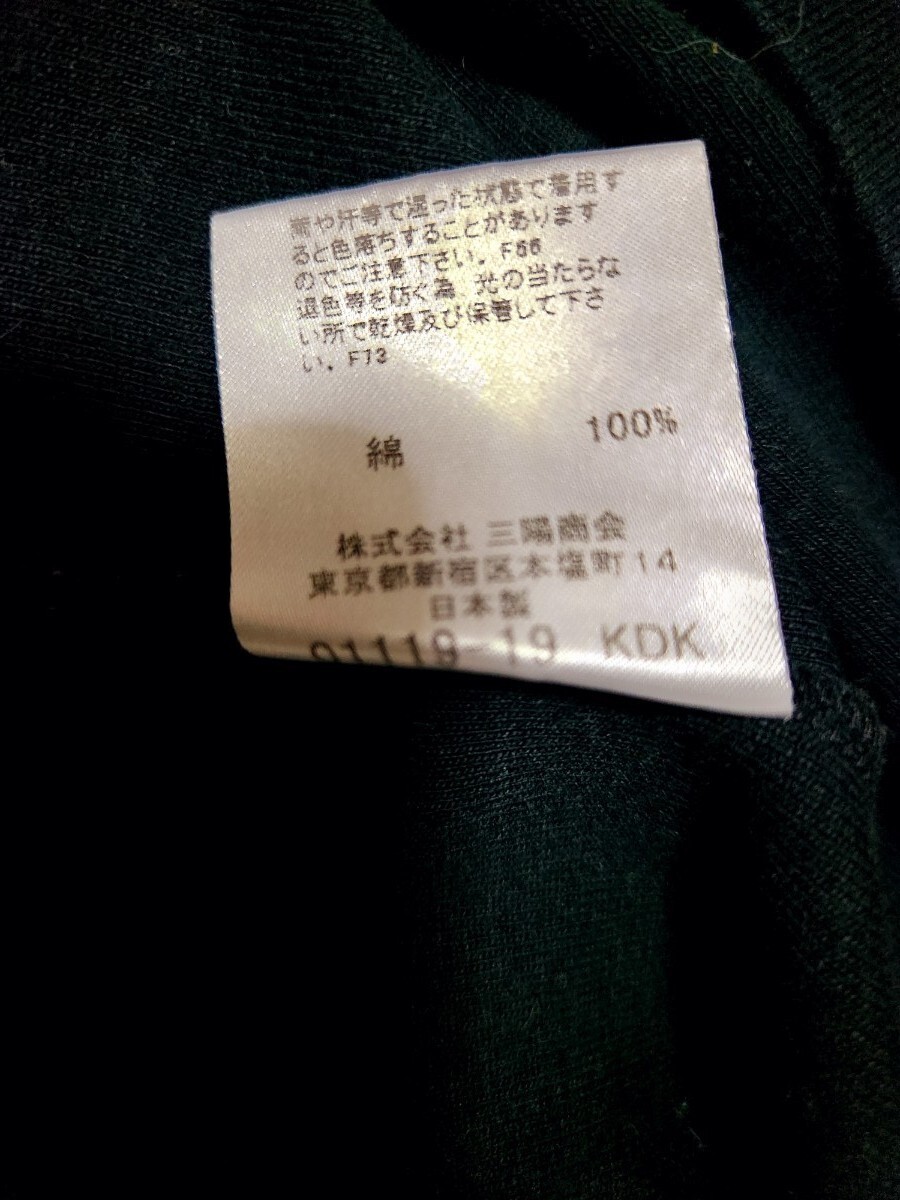 雨や汗等で湿った状態で着用す
ると色落ちすることがあります
のでご注意下さい．F66
退色等を防ぐ為、光の当たらな
い所で乾燥及び保管して下さ
い．F73
綿 100%
株式会社 三陽商会
東京都新宿区本塩町14
日本製
01119-19 KDK